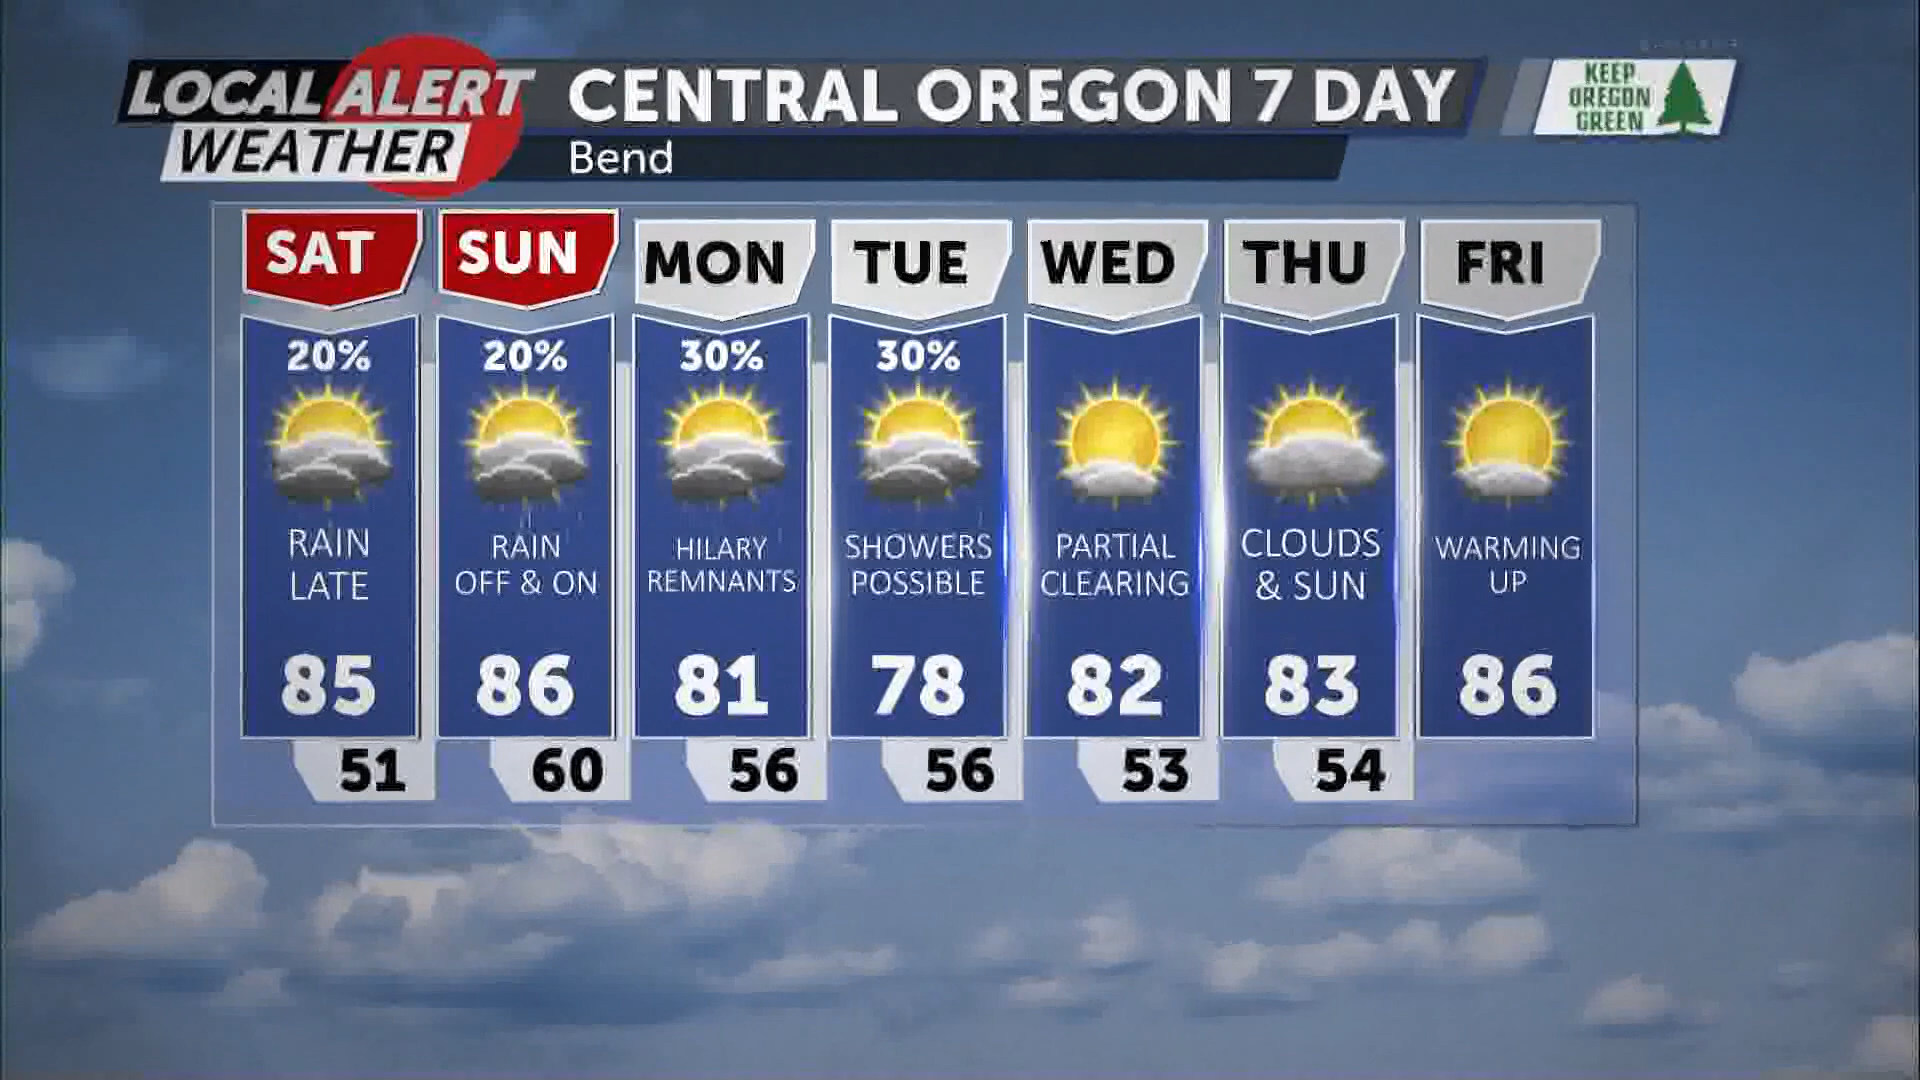 LOCAL ALERT
WEATHER
CENTRAL OREGON 7 DAY
Bend
KEEP
OREGON
GREEN
SAT SUN MON TUE WED THU FRI
20% 20% 30% 30%
RAIN
LATE
RAIN
OFF & ON
HILARY
REMNANTS
SHOWERS
POSSIBLE
PARTIAL
CLEARING
CLOUDS
& SUN
WARMING
UP
85 86 81 78 82 83 86
51 60 56 56 53 54